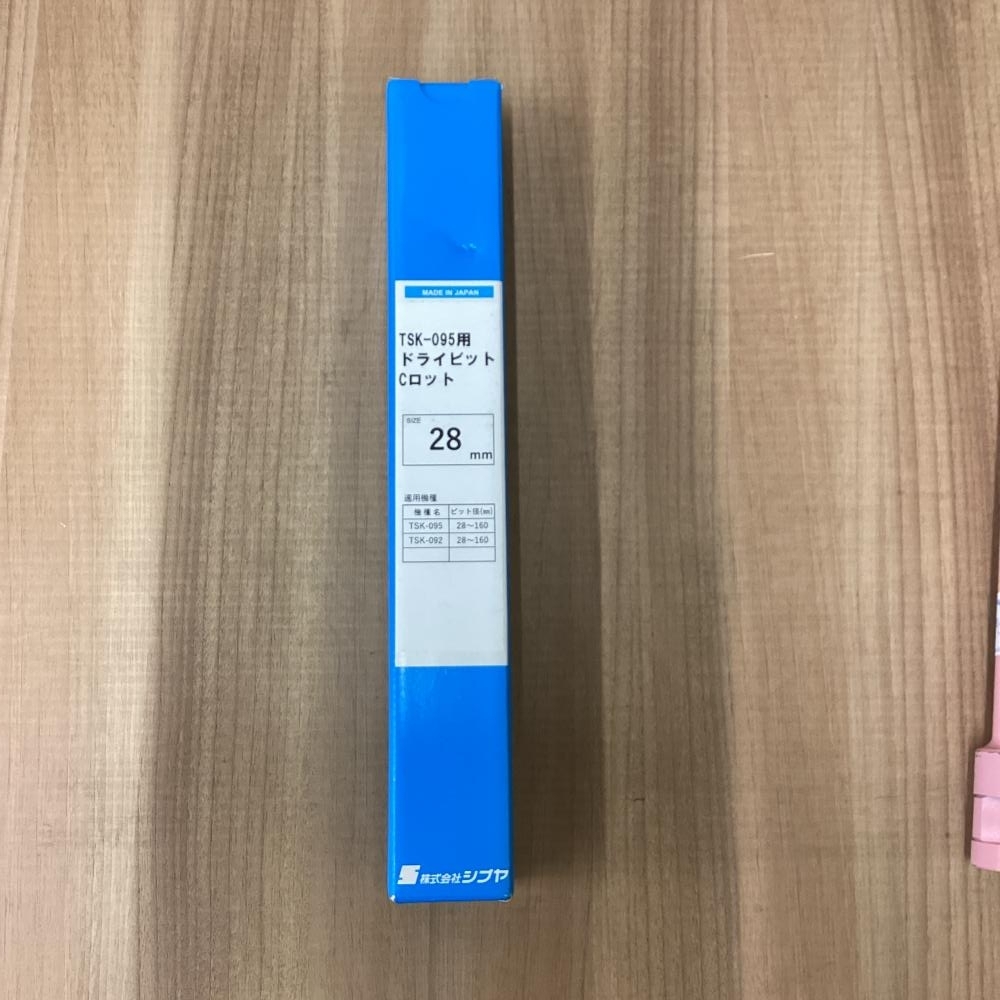 MADE IN JAPAN
TSK-095用
ドライビット
Cロット
SIZE
28 mm
適用機種
機種名 ビット径(mm)
TSK-095 28～160
TSK-092 28～160
株式会社シブヤ